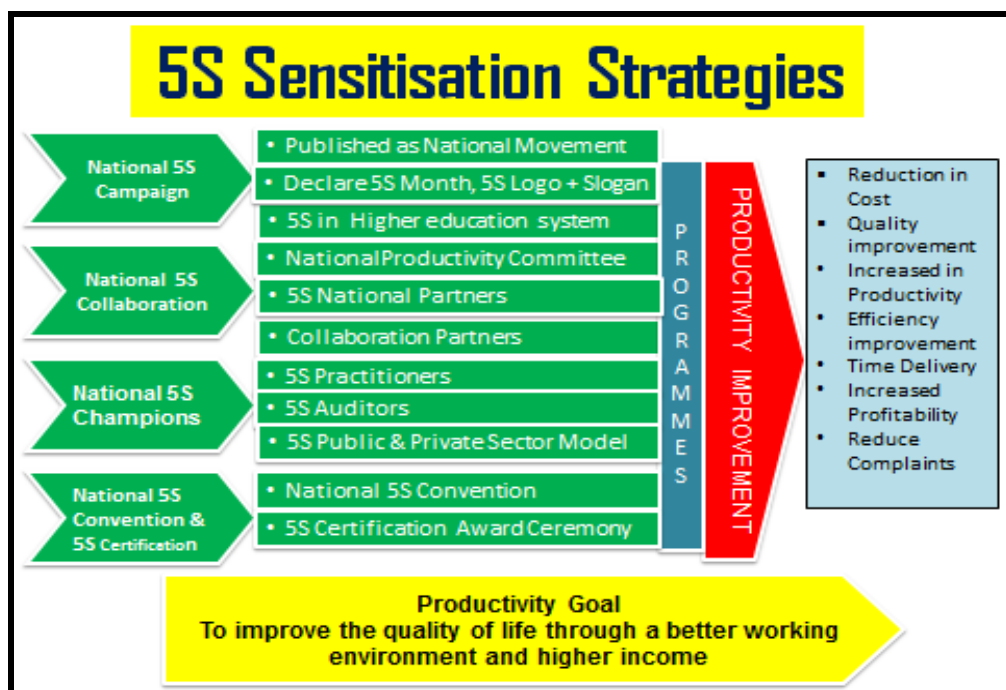 5S Sensitisation Strategies
National 5S
Campaign
• Published as National Movement
• Declare 5S Month, 5S Logo + Slogan
• 5S in Higher education system
National 5S
Collaboration
• National Productivity Committee
• 5S National Partners
• Collaboration Partners
National 5S
Champions
• 5S Practitioners
• 5S Auditors
• 5S Public & Private Sector Model
National 5S
Convention &
5S Certification
• National 5S Convention
• 5S Certification Award Ceremony
PROGRAMMES
PRODUCTIVITY IMPROVEMENT
▪ Reduction in
Cost
▪ Quality
improvement
• Increased in
Productivity
• Efficiency
improvement
• Time Delivery
• Increased
Profitability
• Reduce
Complaints
Productivity Goal
To improve the quality of life through a better working
environment and higher income